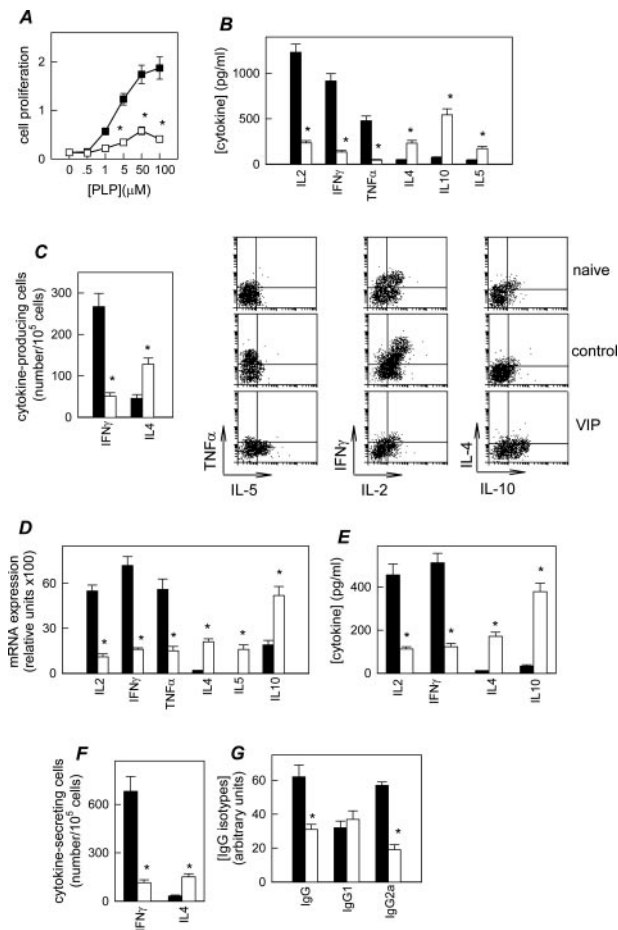 A
cell proliferation
2
1
0
0 .5 1 5 50 100
* * *
[PLP](μM)
B
[cytokine] (pg/ml)
1000
500
0
* * * * * *
IL2 IFNγ TNFα IL4 IL10 IL5
C
cytokine-producing cells
(number/10⁵ cells)
300
200
100
0
* *
IFNγ IL4
naive
control
VIP
TNFα
IL-5
IFNγ
IL-2
IL-4
IL-10
D
mRNA expression
(relative units x100)
60
30
0
* * * * * *
IL2 IFNγ TNFα IL4 IL5 IL10
E
[cytokine] (pg/ml)
400
200
0
* * * *
IL2 IFNγ IL4 IL10
F
cytokine-secreting cells
(number/10⁵ cells)
600
300
0
* *
IFNγ IL4
G
[IgG isotypes]
(arbitrary units)
60
40
20
0
* *
IgG IgG1 IgG2a